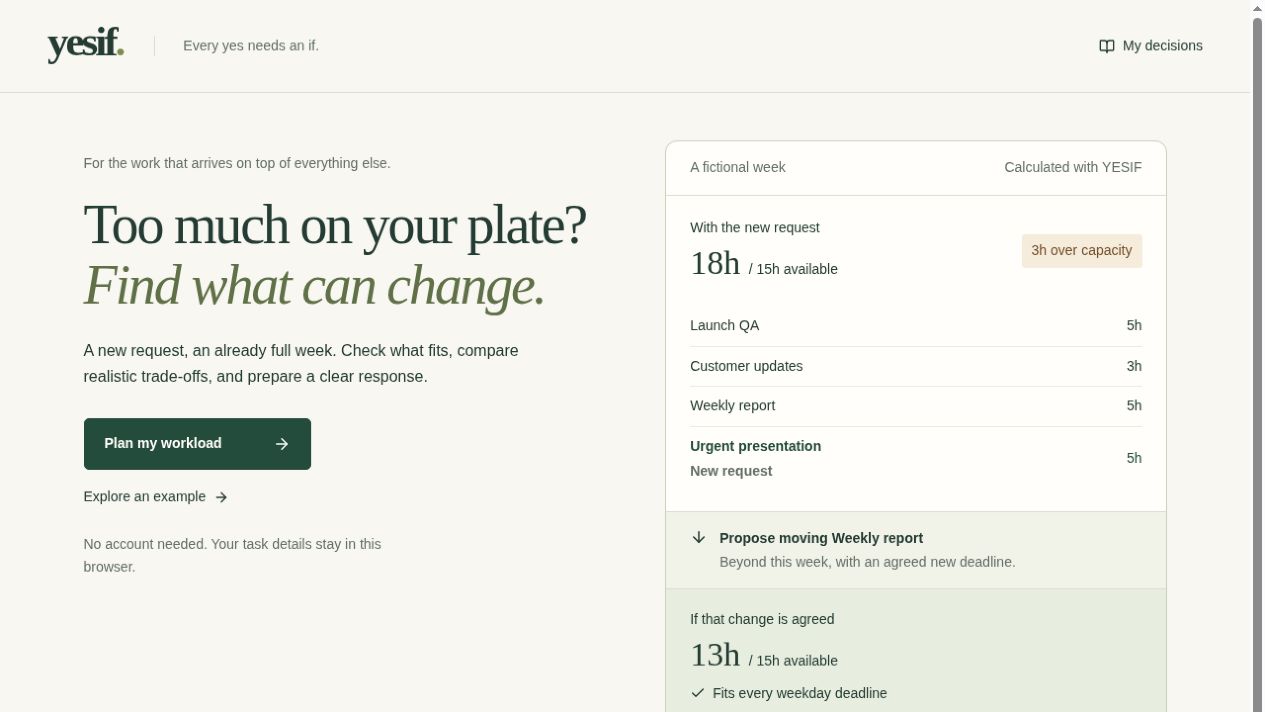 yesif.
Every yes needs an if.
My decisions
For the work that arrives on top of everything else.
Too much on your plate?
Find what can change.
A new request, an already full week. Check what fits, compare
realistic trade-offs, and prepare a clear response.
Plan my workload
Explore an example
No account needed. Your task details stay in this
browser.
A fictional week
Calculated with YESIF
With the new request
18h / 15h available
3h over capacity
Launch QA 5h
Customer updates 3h
Weekly report 5h
Urgent presentation
New request
5h
Propose moving Weekly report
Beyond this week, with an agreed new deadline.
If that change is agreed
13h / 15h available
Fits every weekday deadline